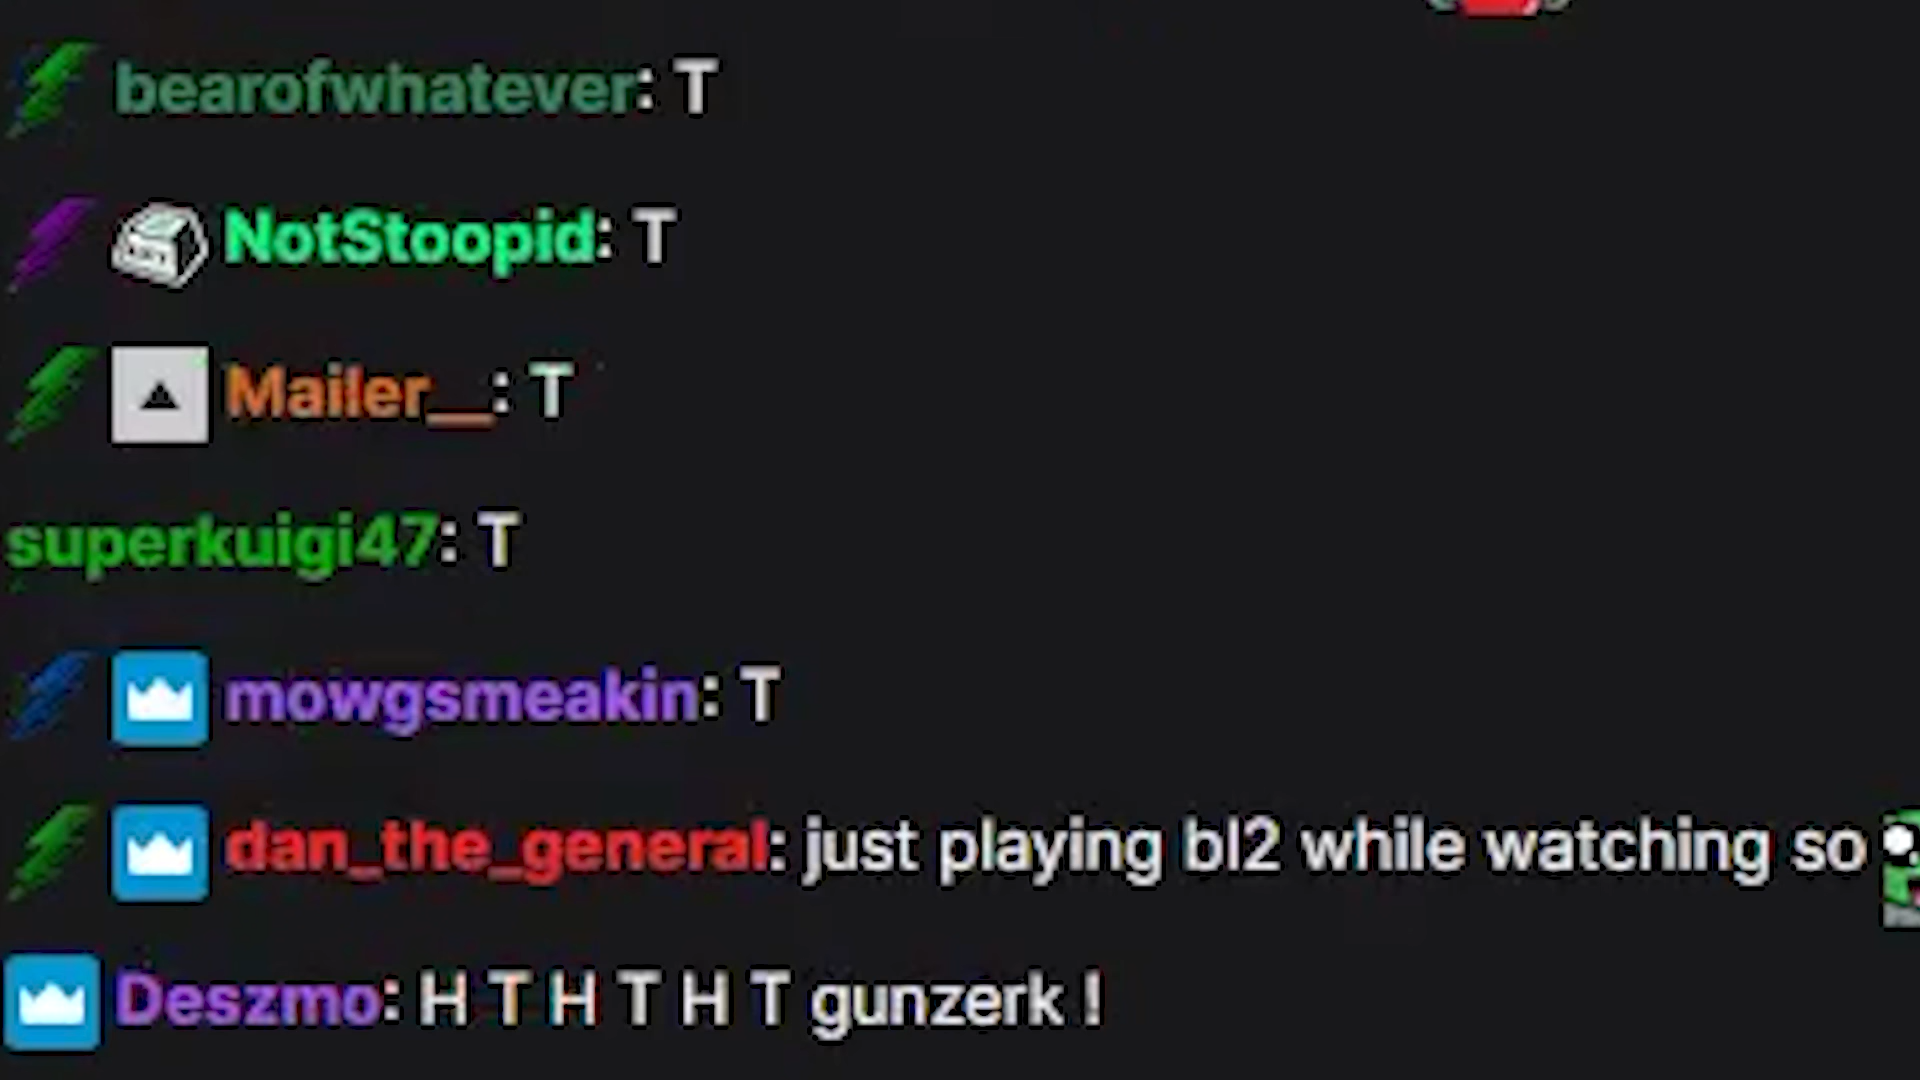 bearofwhatever: T
NotStoopid: T
Mailer__: T
superkuigi47: T
mowgsmeakin: T
dan_the_general: just playing bl2 while watching so
Deszmo: H T H T H T gunzerk !